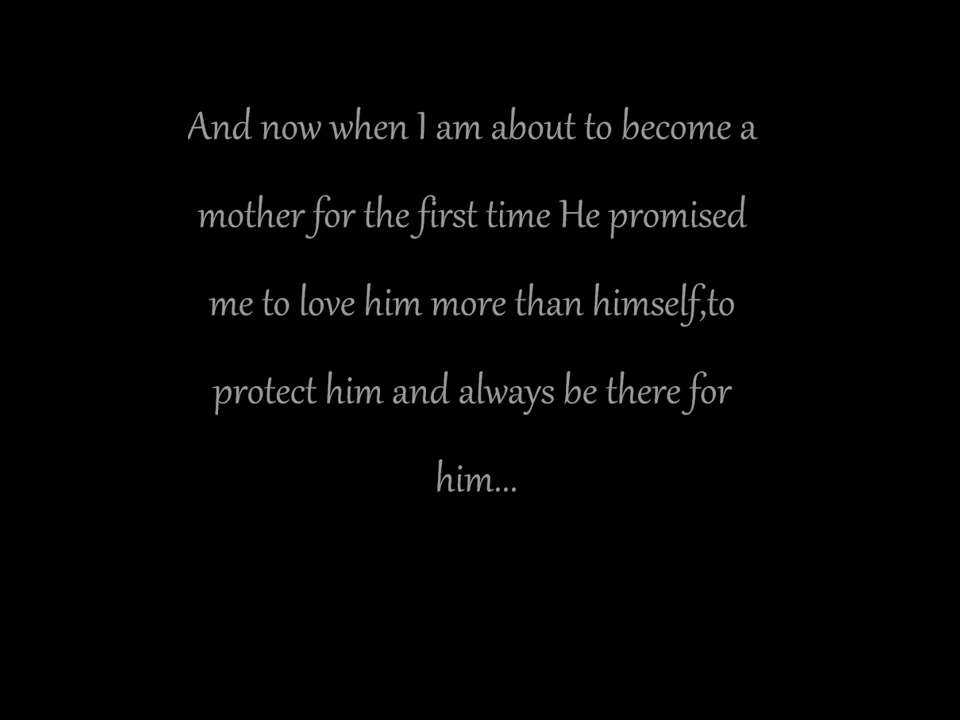 And now when I am about to become a
mother for the first time He promised
me to love him more than himself,to
protect him and always be there for
him...